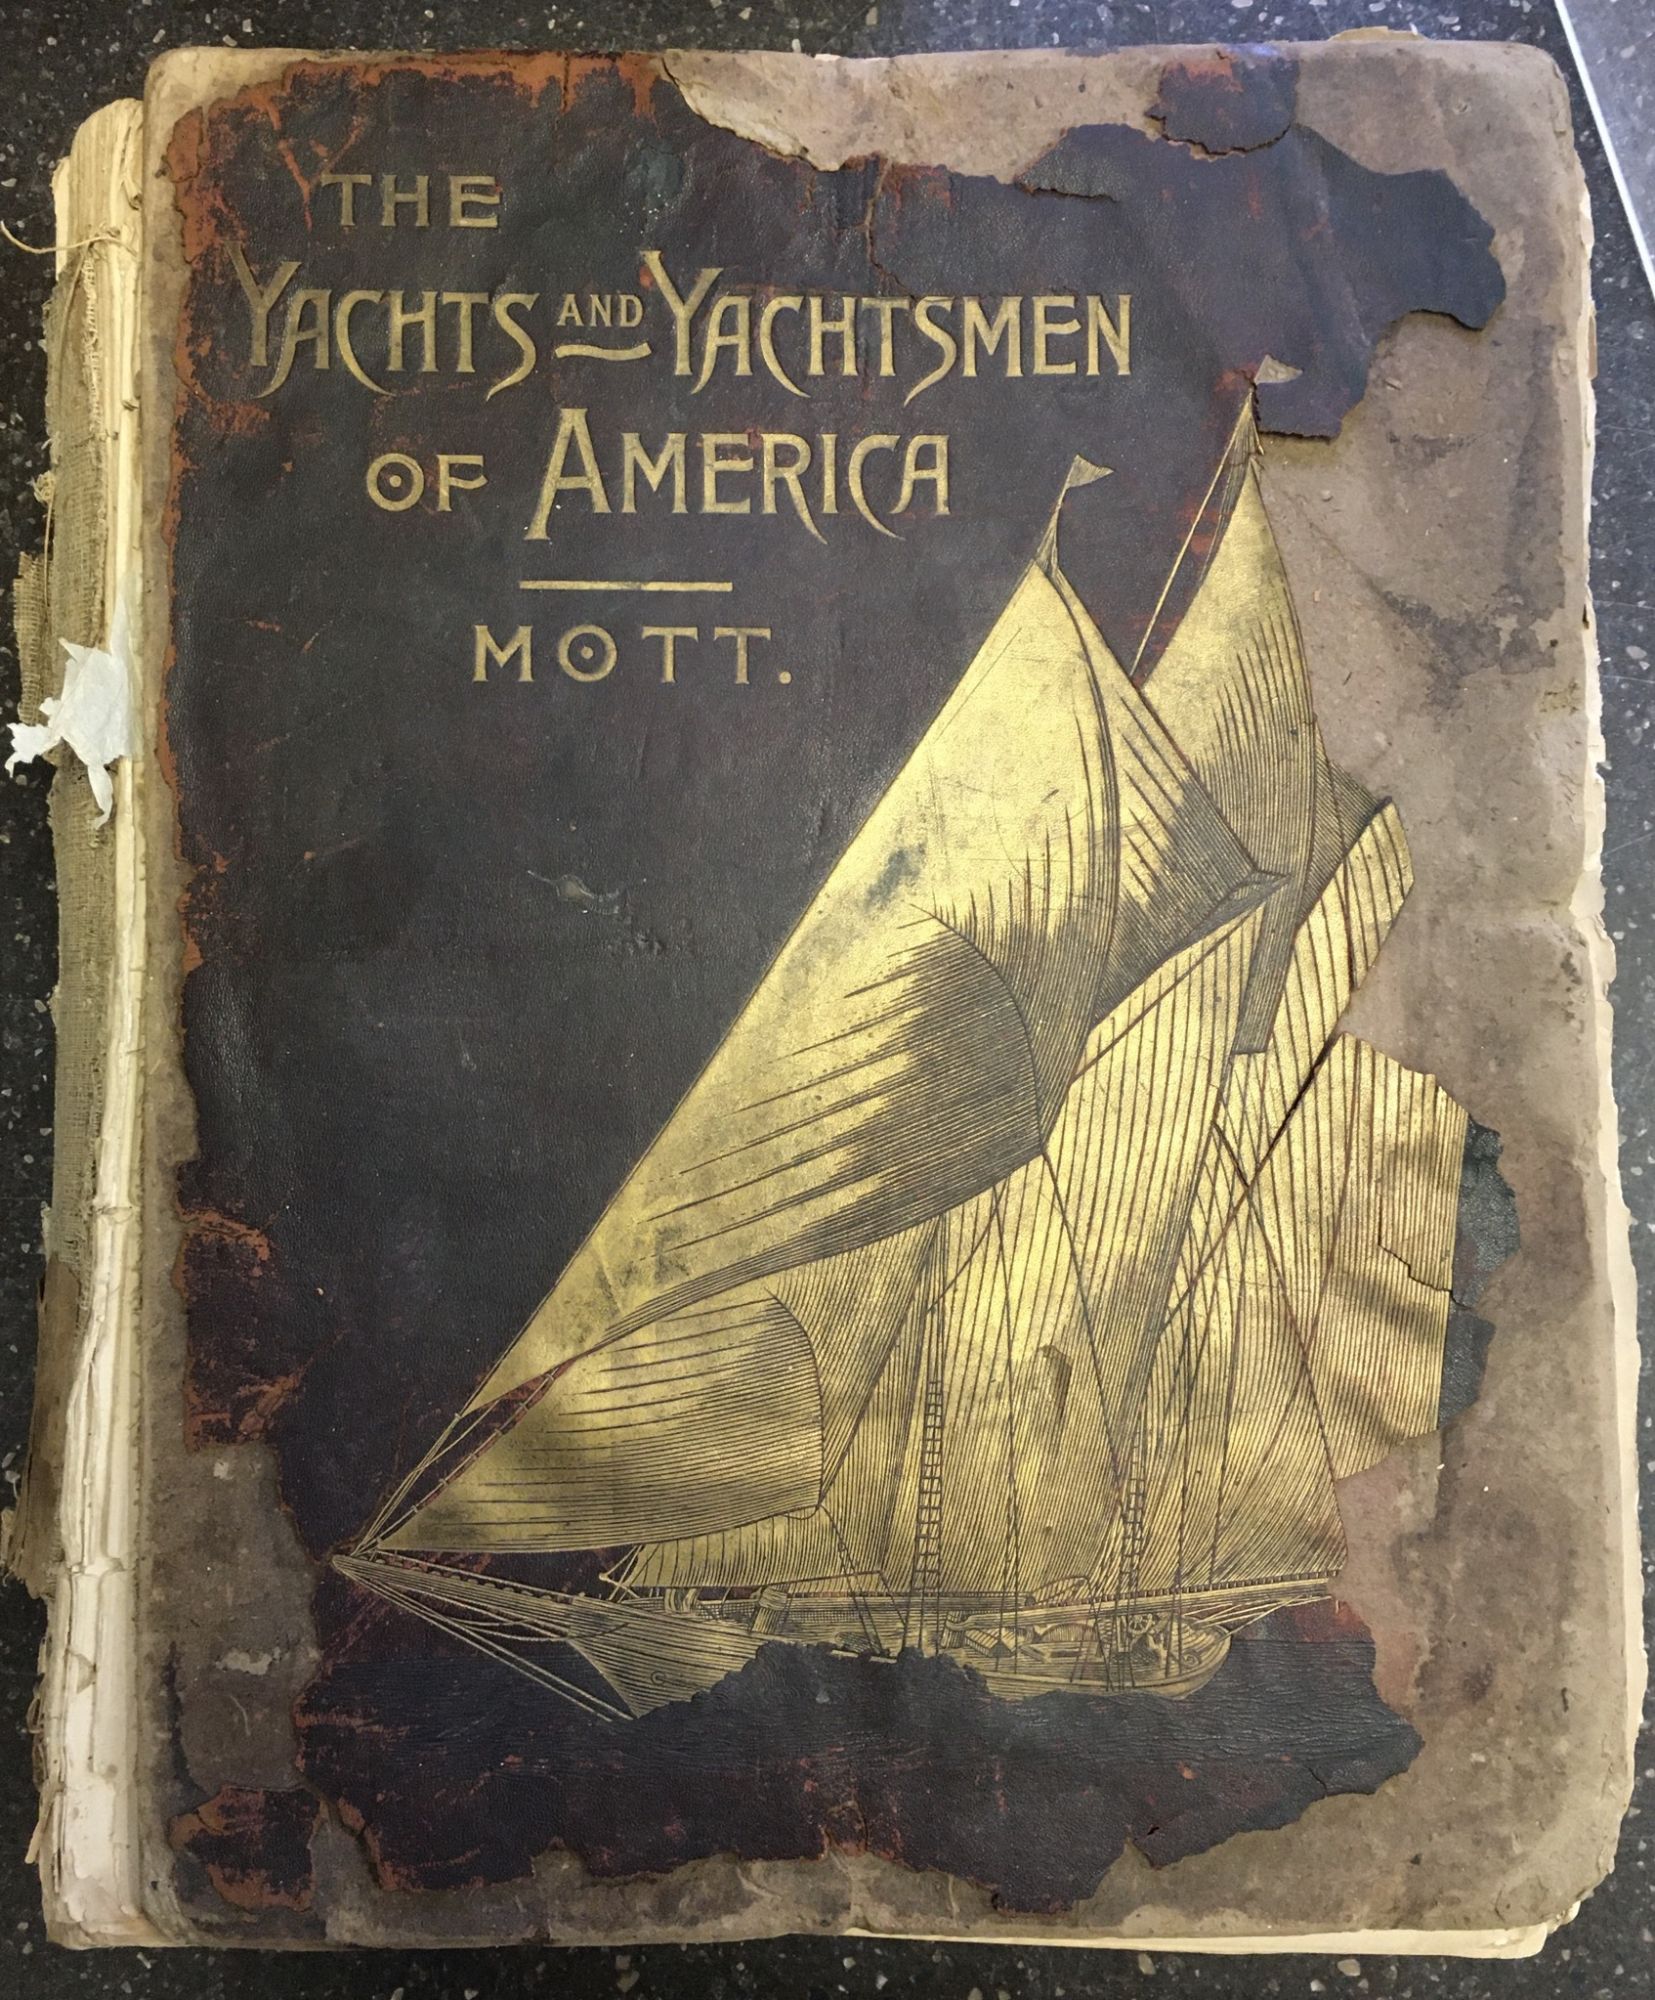 THE
YACHTS AND YACHTSMEN
OF AMERICA
MOTT.